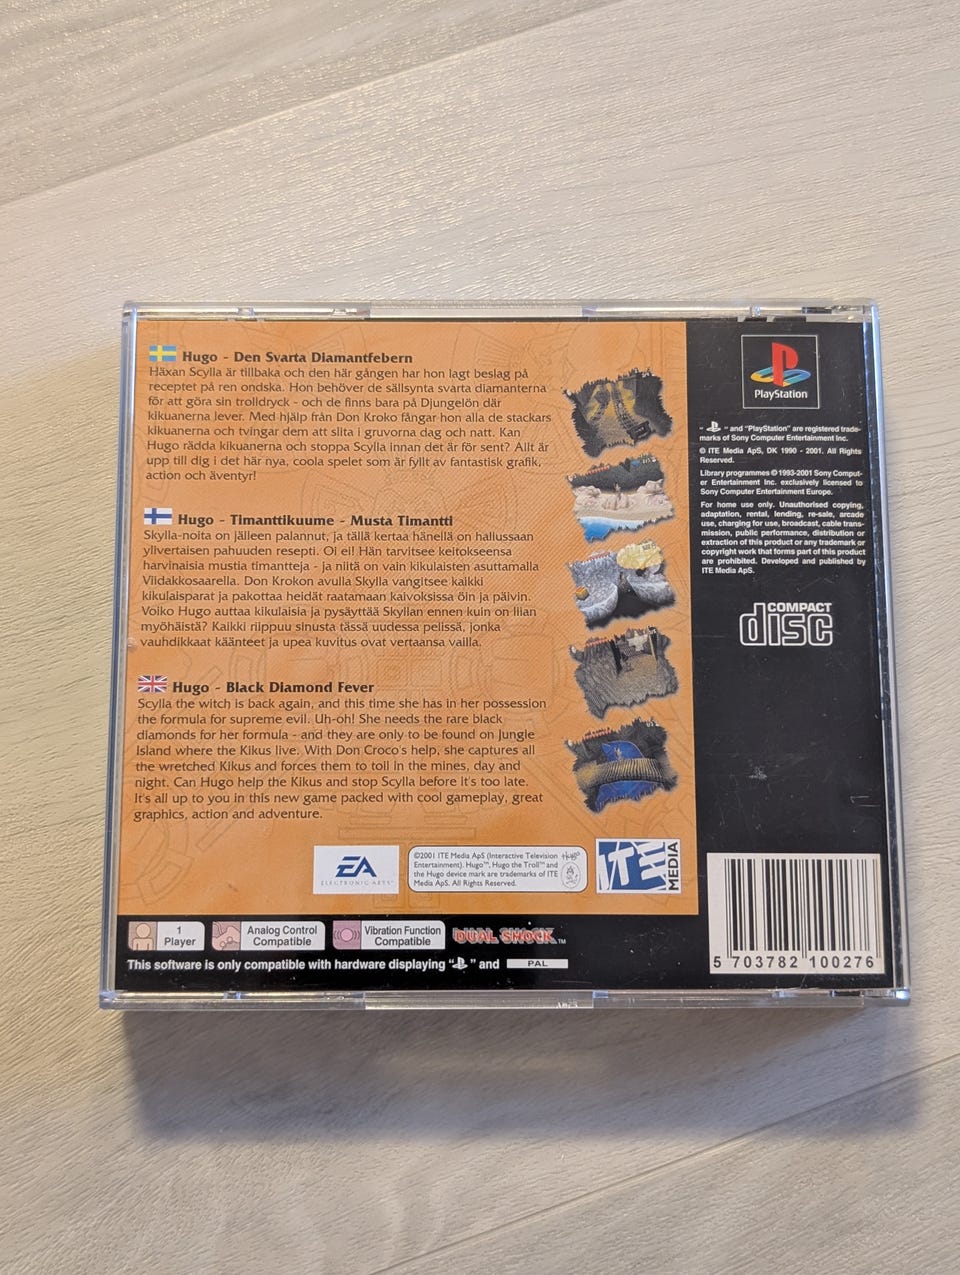 Hugo - Den Svarta Diamantfebern
Häxan Scylla är tillbaka och den här gången har hon lagt beslag på
receptet på ren ondska. Hon behöver de sällsynta svarta diamanterna
för att göra sin trolldryck - och de finns bara på Djungelön där
kikuanerna lever. Med hjälp från Don Kroko fångar hon alla de stackars
kikuanerna och tvingar dem att slita i gruvorna dag och natt. Kan
Hugo rädda kikuanerna och stoppa Scylla innan det är för sent? Allt är
upp till dig i det här nya, coola spelet som är fyllt av fantastisk grafik,
action och äventyr!
Hugo - Timanttikuume - Musta Timantti
Skylla-noita on jälleen palannut, ja tällä kertaa hänellä on hallussaan
ylivertaisen pahuuden resepti. Oi ei! Hän tarvitsee keitokseensa
harvinaisia mustia timantteja - ja niitä on vain kikulaisten asuttamalla
Viidakkosaarella. Don Krokon avulla Skylla vangitsee kaikki
kikulaisparat ja pakottaa heidät raatamaan kaivoksissa öin ja päivin.
Voiko Hugo auttaa kikulaisia ja pysäyttää Skyllan ennen kuin on liian
myöhäistä? Kaikki riippuu sinusta tässä uudessa pelissä, jonka
vauhdikkaat käänteet ja upea kuvitus ovat vertaansa vailla.
Hugo - Black Diamond Fever
Scylla the witch is back again, and this time she has in her possession
the formula for supreme evil. Uh-oh! She needs the rare black
diamonds for her formula - and they are only to be found on Jungle
Island where the Kikus live. With Don Croco's help, she captures all
the wretched Kikus and forces them to toil in the mines, day and
night. Can Hugo help the Kikus and stop Scylla before it's too late.
It's all up to you in this new game packed with cool gameplay, great
graphics, action and adventure.
EA
ELECTRONIC ARTS
©2001 ITE Media ApS (Interactive Television
Entertainment). Hugo™, Hugo the Troll™ and
the Hugo device mark are trademarks of ITE
Media ApS. All Rights Reserved.
Hugo
ITE
MEDIA
1
Player
Analog Control
Compatible
Vibration Function
Compatible
DUAL SHOCK™
This software is only compatible with hardware displaying " " and PAL
PlayStation
" " and "PlayStation" are registered trade-
marks of Sony Computer Entertainment Inc.
© ITE Media ApS, DK 1990 - 2001. All Rights
Reserved.
Library programmes © 1993-2001 Sony Comput-
er Entertainment Inc. exclusively licensed to
Sony Computer Entertainment Europe.
For home use only. Unauthorised copying,
adaptation, rental, lending, re-sale, arcade
use, charging for use, broadcast, cable trans-
mission, public performance, distribution or
extraction of this product or any trademark or
copyright work that forms part of this product
are prohibited. Developed and published by
ITE Media ApS.
COMPACT
disc
5 703782 100276